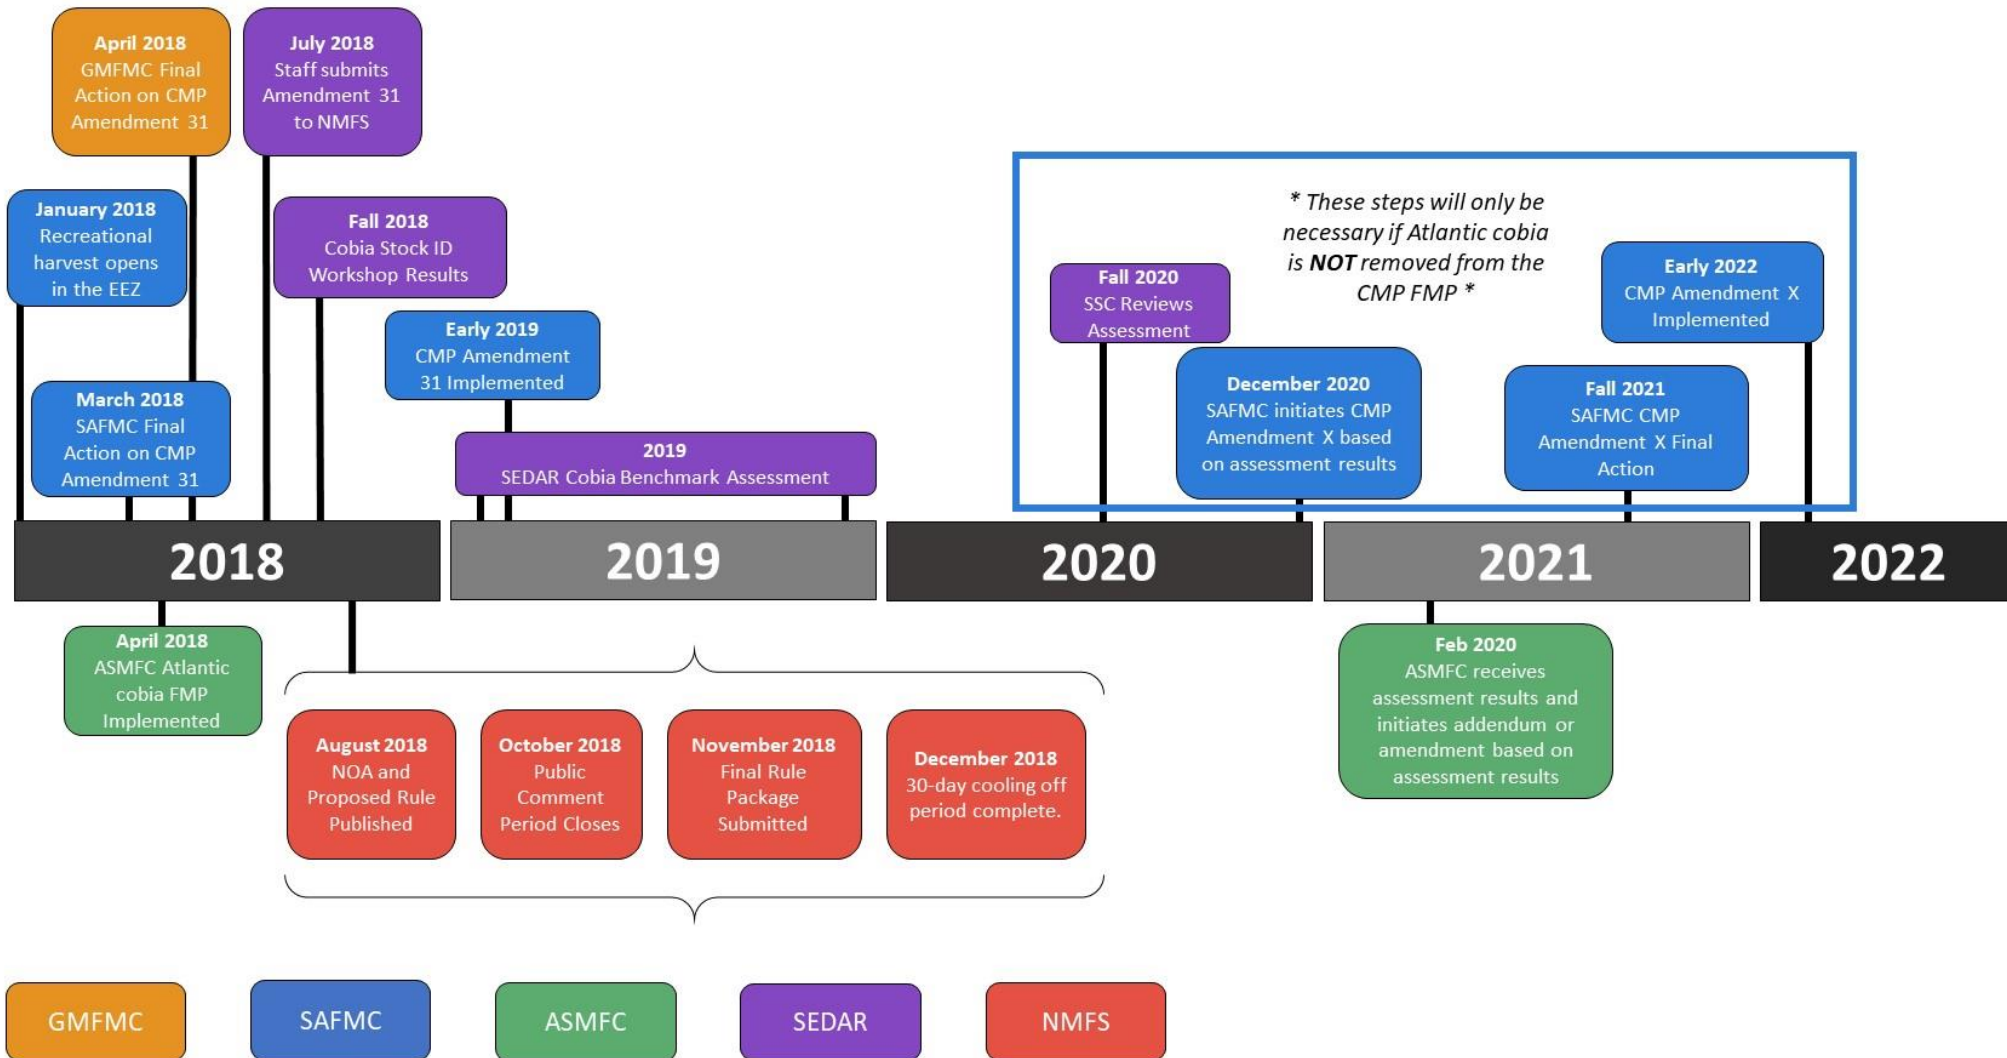 April 2018
GMFMC Final
Action on CMP
Amendment 31
July 2018
Staff submits
Amendment 31
to NMFS
January 2018
Recreational
harvest opens
in the EEZ
Fall 2018
Cobia Stock ID
Workshop Results
March 2018
SAFMC Final
Action on CMP
Amendment 31
Early 2019
CMP Amendment
31 Implemented
2019
SEDAR Cobia Benchmark Assessment
* These steps will only be
necessary if Atlantic cobia
is NOT removed from the
CMP FMP *
Fall 2020
SSC Reviews
Assessment
December 2020
SAFMC initiates CMP
Amendment X based
on assessment results
Early 2022
CMP Amendment X
Implemented
Fall 2021
SAFMC CMP
Amendment X Final
Action
2018
2019
2020
2021
2022
April 2018
ASMFC Atlantic
cobia FMP
Implemented
August 2018
NOA and
Proposed Rule
Published
October 2018
Public
Comment
Period Closes
November 2018
Final Rule
Package
Submitted
December 2018
30-day cooling off
period complete.
Feb 2020
ASMFC receives
assessment results and
initiates addendum or
amendment based on
assessment results
GMFMC
SAFMC
ASMFC
SEDAR
NMFS